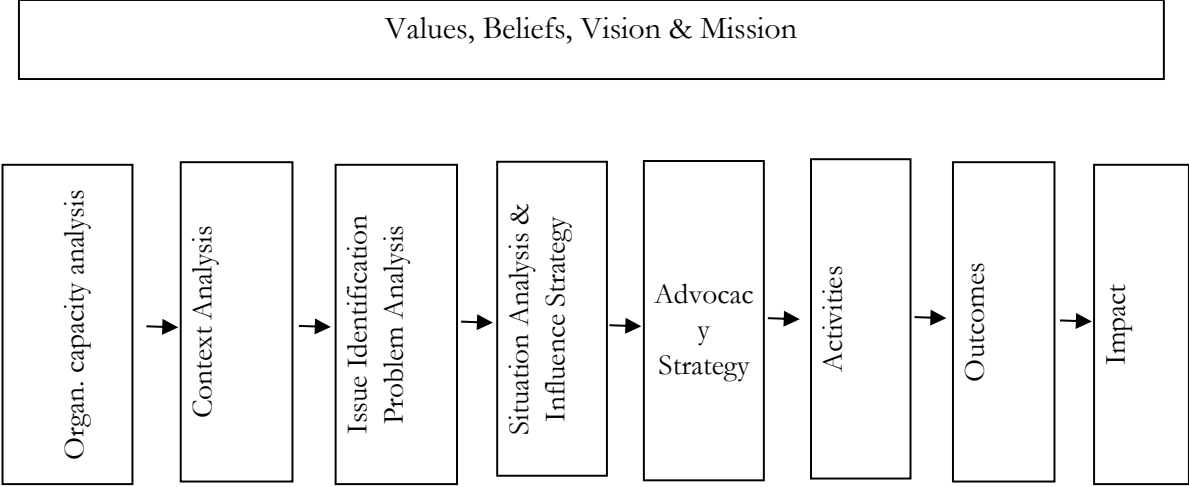 Values, Beliefs, Vision & Mission
Organ. capacity analysis
Context Analysis
Issue Identification
Problem Analysis
Situation Analysis &
Influence Strategy
Advocac
y
Strategy
Activities
Outcomes
Impact